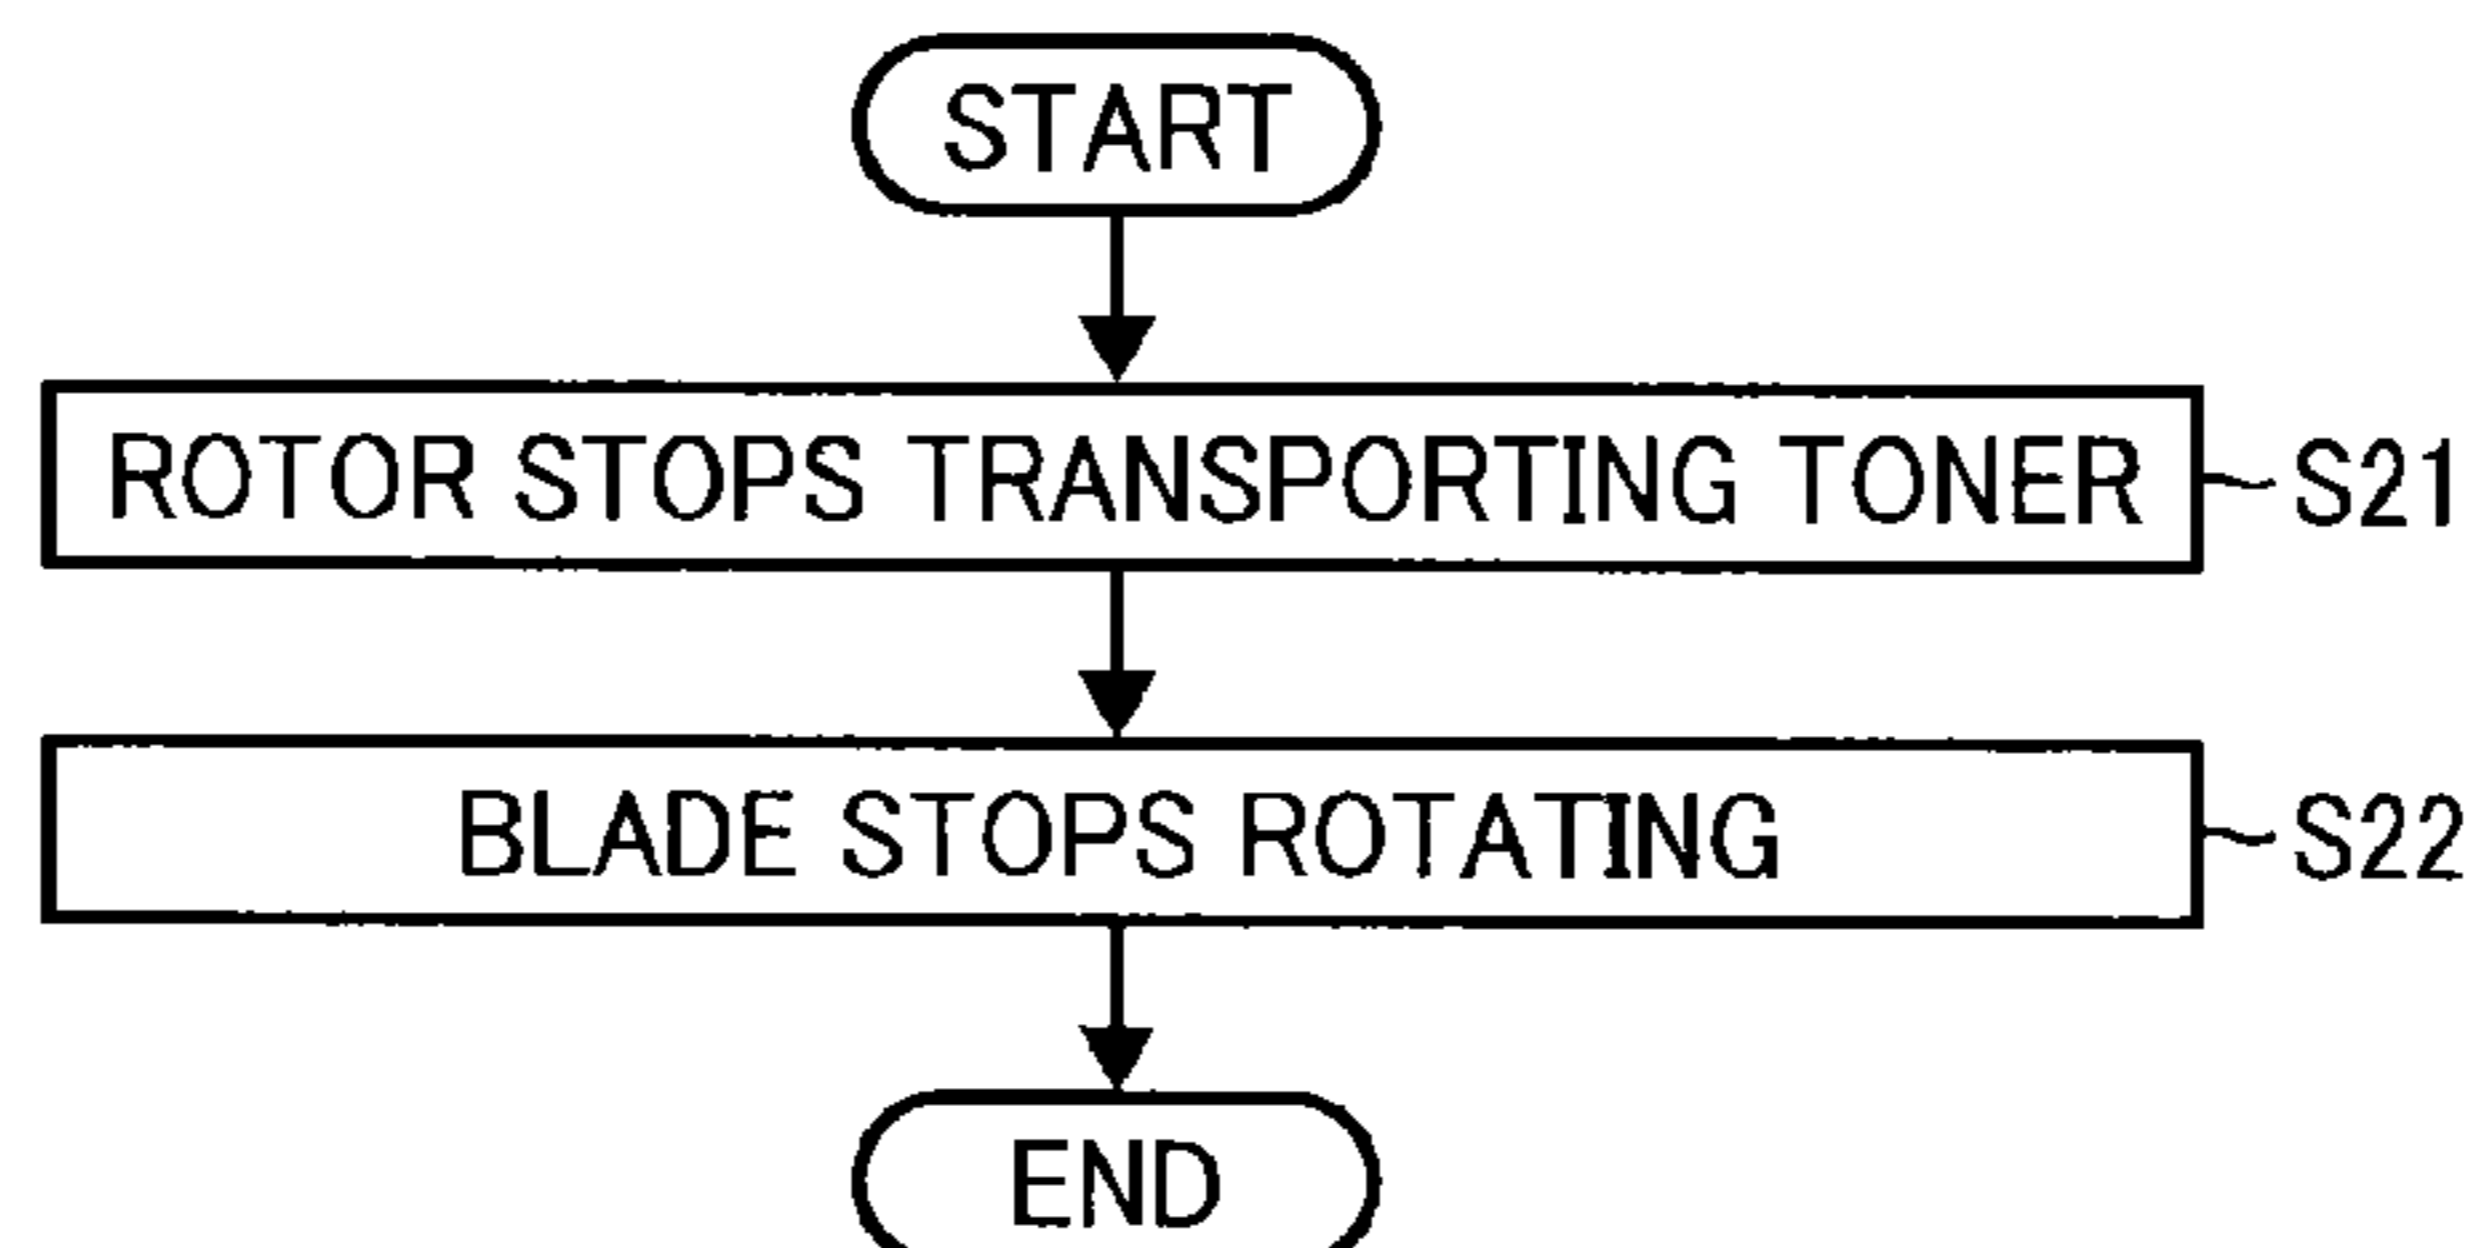 START
ROTOR STOPS TRANSPORTING TONER
S21
BLADE STOPS ROTATING
S22
END